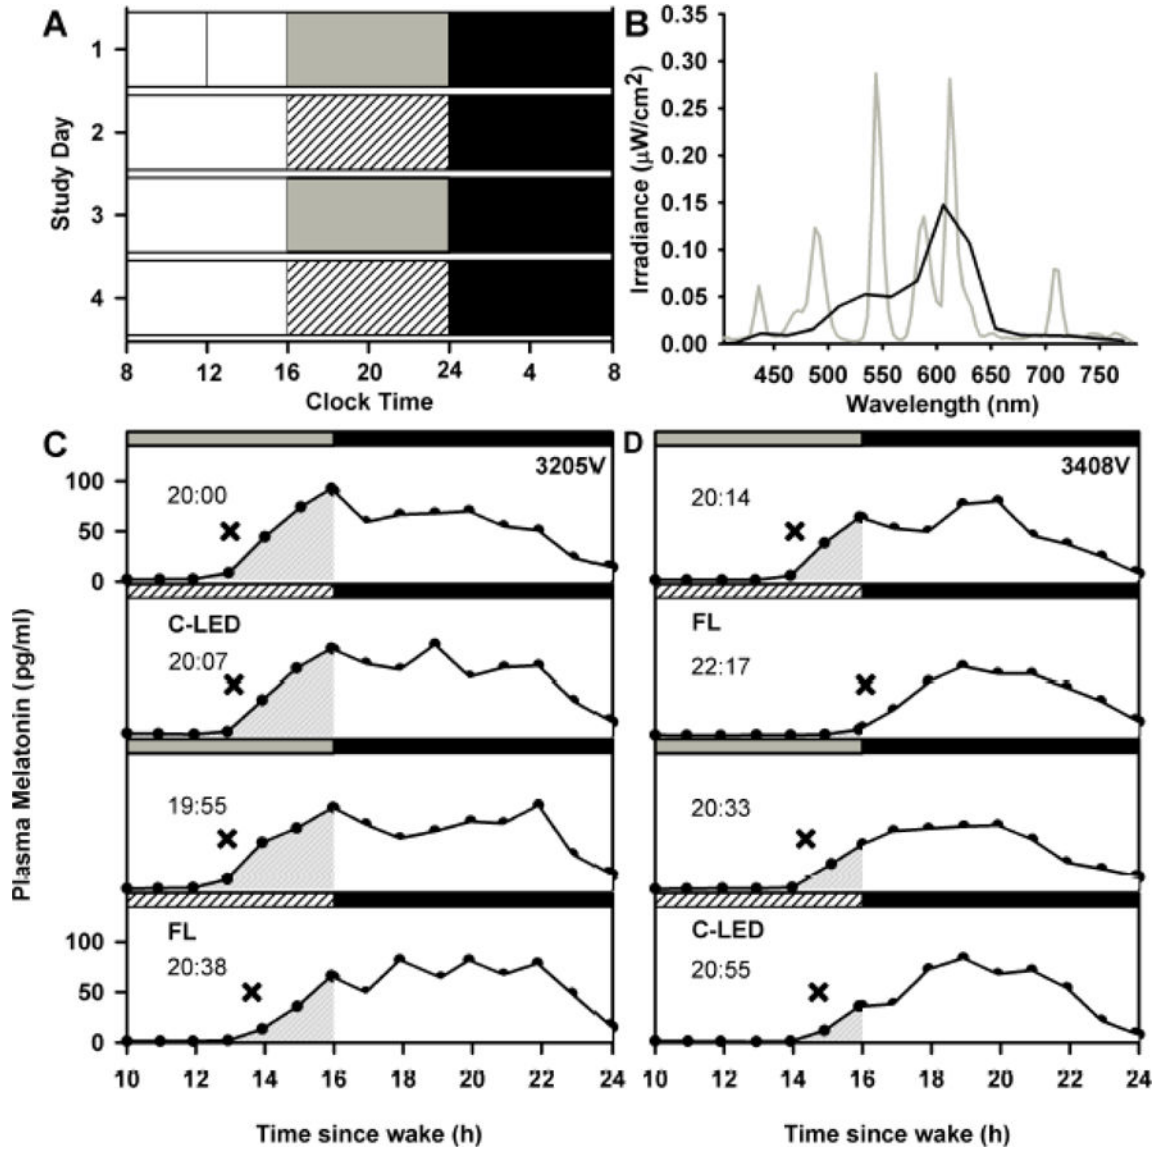 A
1
2
3
4
Study Day
8 12 16 20 24 4 8
Clock Time
B
0.35
0.30
0.25
0.20
0.15
0.10
0.05
0.00
Irradiance (μW/cm2)
450 500 550 600 650 700 750
Wavelength (nm)
C
3205V
100
50
0
20:00
C-LED
20:07
19:55
FL
20:38
100
50
0
10 12 14 16 18 20 22 24
Time since wake (h)
Plasma Melatonin (pg/ml)
D
3408V
20:14
FL
22:17
20:33
C-LED
20:55
10 12 14 16 18 20 22 24
Time since wake (h)